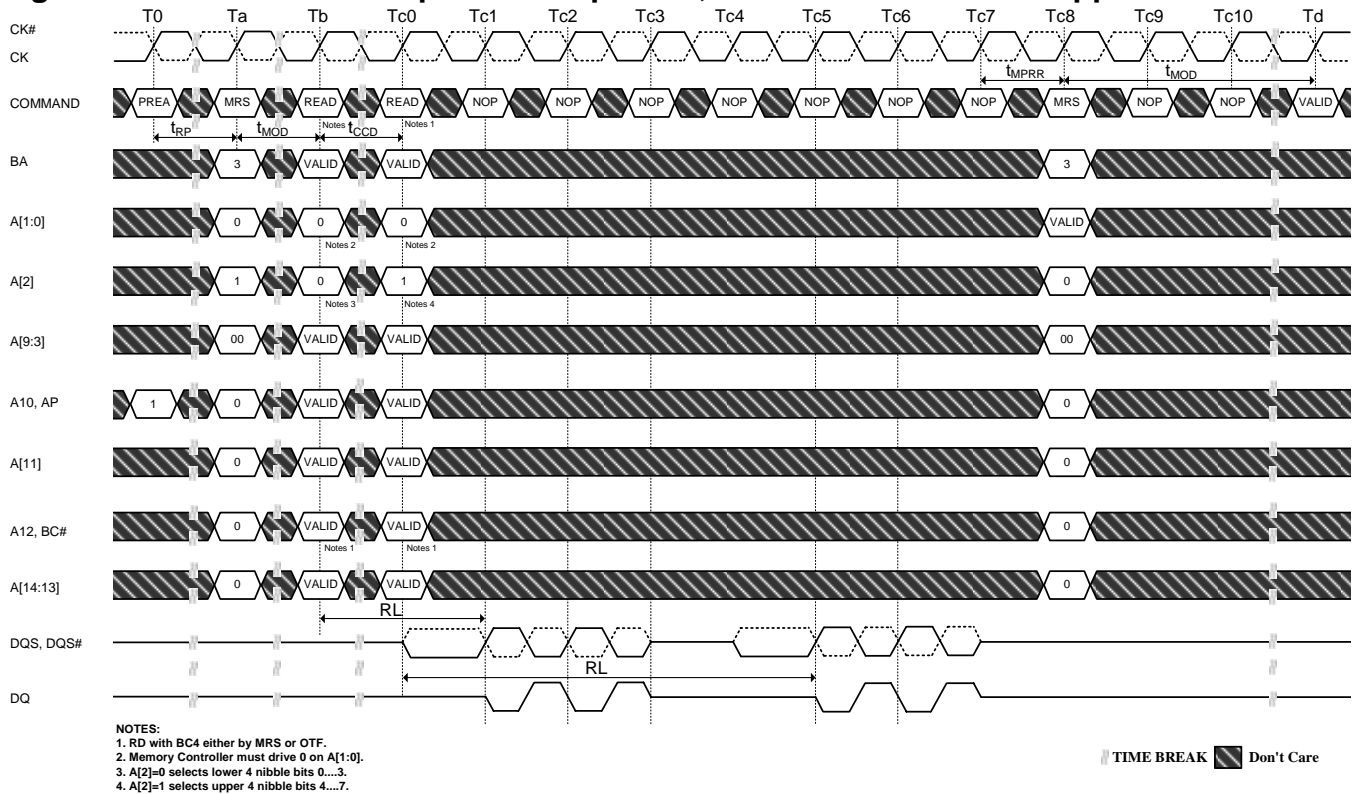 T0 Ta Tb Tc0 Tc1 Tc2 Tc3 Tc4 Tc5 Tc6 Tc7 Tc8 Tc9 Tc10 Td
CK#
CK
tMPRR tMOD
COMMAND PREA MRS READ READ NOP NOP NOP NOP NOP NOP NOP MRS NOP NOP VALID
Notes 1 Notes 1
tRP tMOD tCCD
BA 3 VALID VALID 3
A[1:0] 0 0 0 VALID
Notes 2 Notes 2
A[2] 1 0 1 0
Notes 3 Notes 4
A[9:3] 00 VALID VALID 00
A10, AP 1 0 VALID VALID 0
A[11] 0 VALID VALID 0
A12, BC# 0 VALID VALID 0
Notes 1 Notes 1
A[14:13] 0 VALID VALID 0
RL
DQS, DQS#
RL
DQ
NOTES:
1. RD with BC4 either by MRS or OTF.
2. Memory Controller must drive 0 on A[1:0].
3. A[2]=0 selects lower 4 nibble bits 0....3.
4. A[2]=1 selects upper 4 nibble bits 4....7.
TIME BREAK Don't Care